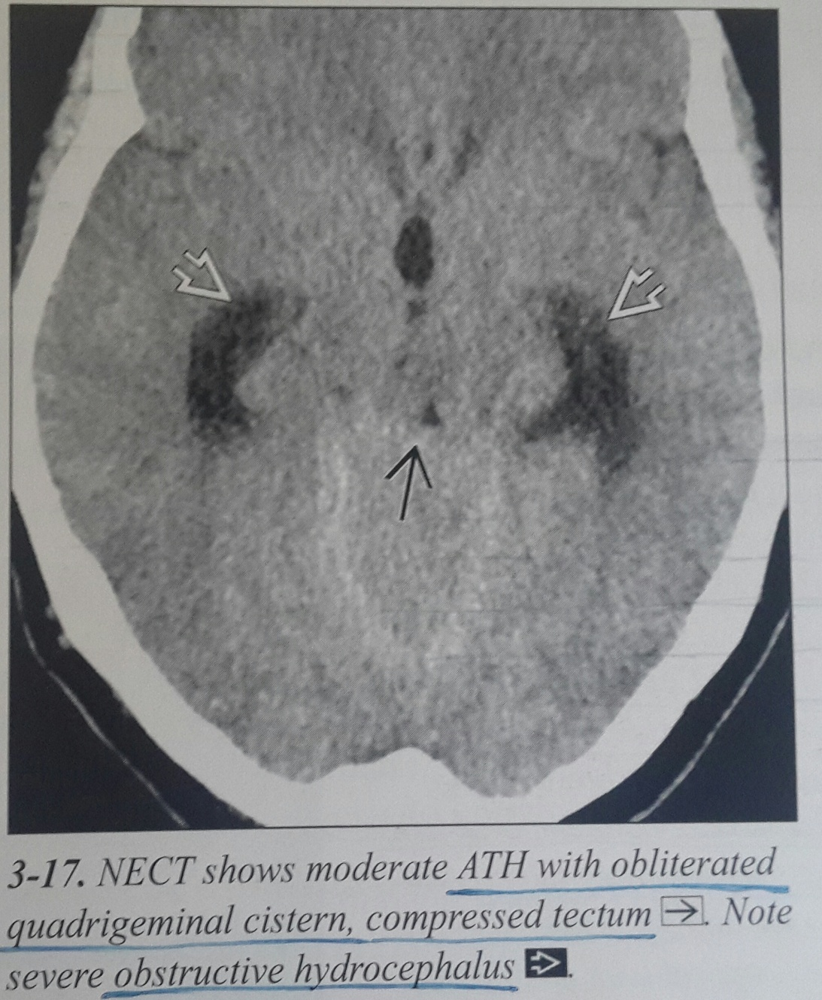 3-17. NECT shows moderate ATH with obliterated
quadrigeminal cistern, compressed tectum. Note
severe obstructive hydrocephalus.